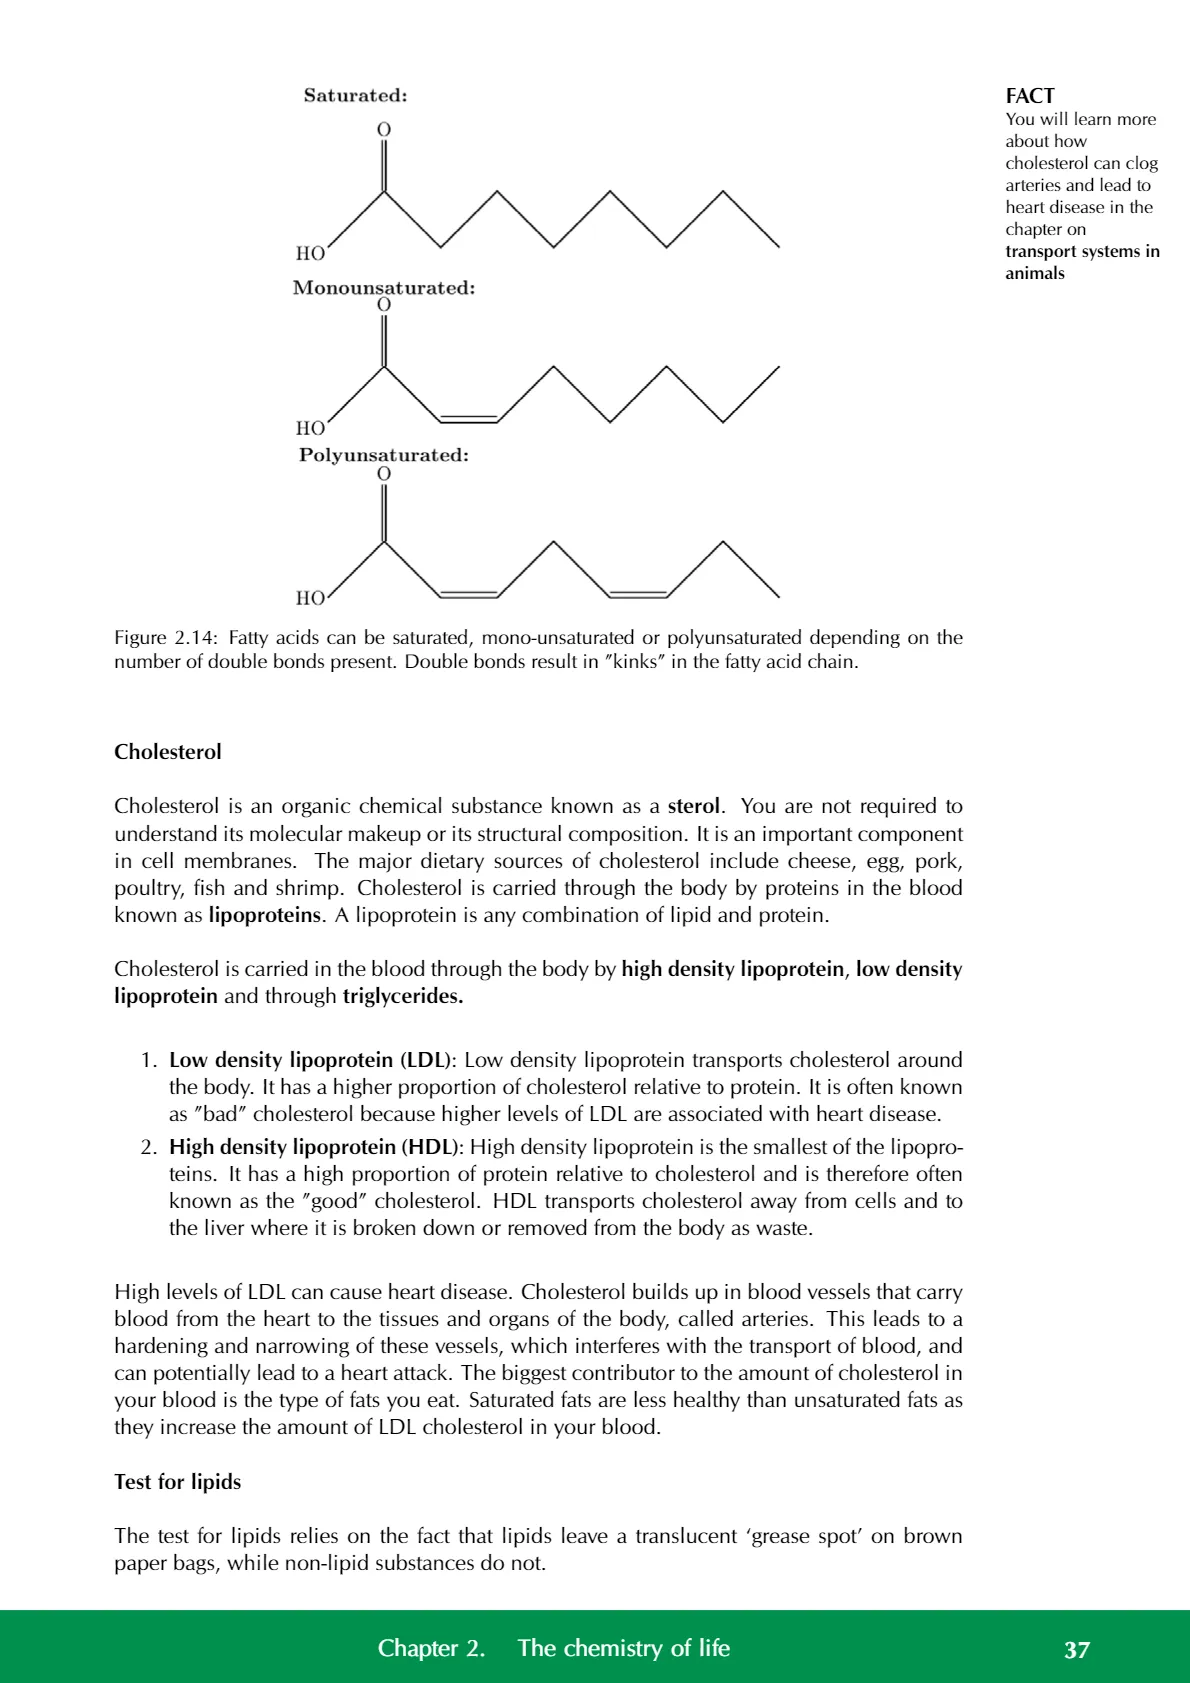 Saturated:
O
HO
Monounsaturated:
O
HO
Polyunsaturated:
O
HO
FACT
You will learn more
about how
cholesterol can clog
arteries and lead to
heart disease in the
chapter on
transport systems in
animals
Figure 2.14: Fatty acids can be saturated, mono-unsaturated or polyunsaturated depending on the
number of double bonds present. Double bonds result in ″kinks″ in the fatty acid chain.
Cholesterol
Cholesterol is an organic chemical substance known as a sterol. You are not required to
understand its molecular makeup or its structural composition. It is an important component
in cell membranes. The major dietary sources of cholesterol include cheese, egg, pork,
poultry, fish and shrimp. Cholesterol is carried through the body by proteins in the blood
known as lipoproteins. A lipoprotein is any combination of lipid and protein.
Cholesterol is carried in the blood through the body by high density lipoprotein, low density
lipoprotein and through triglycerides.
1. Low density lipoprotein (LDL): Low density lipoprotein transports cholesterol around
the body. It has a higher proportion of cholesterol relative to protein. It is often known
as ″bad″ cholesterol because higher levels of LDL are associated with heart disease.
2. High density lipoprotein (HDL): High density lipoprotein is the smallest of the lipopro-
teins. It has a high proportion of protein relative to cholesterol and is therefore often
known as the ″good″ cholesterol. HDL transports cholesterol away from cells and to
the liver where it is broken down or removed from the body as waste.
High levels of LDL can cause heart disease. Cholesterol builds up in blood vessels that carry
blood from the heart to the tissues and organs of the body, called arteries. This leads to a
hardening and narrowing of these vessels, which interferes with the transport of blood, and
can potentially lead to a heart attack. The biggest contributor to the amount of cholesterol in
your blood is the type of fats you eat. Saturated fats are less healthy than unsaturated fats as
they increase the amount of LDL cholesterol in your blood.
Test for lipids
The test for lipids relies on the fact that lipids leave a translucent ‘grease spot’ on brown
paper bags, while non-lipid substances do not.
Chapter 2. The chemistry of life
37